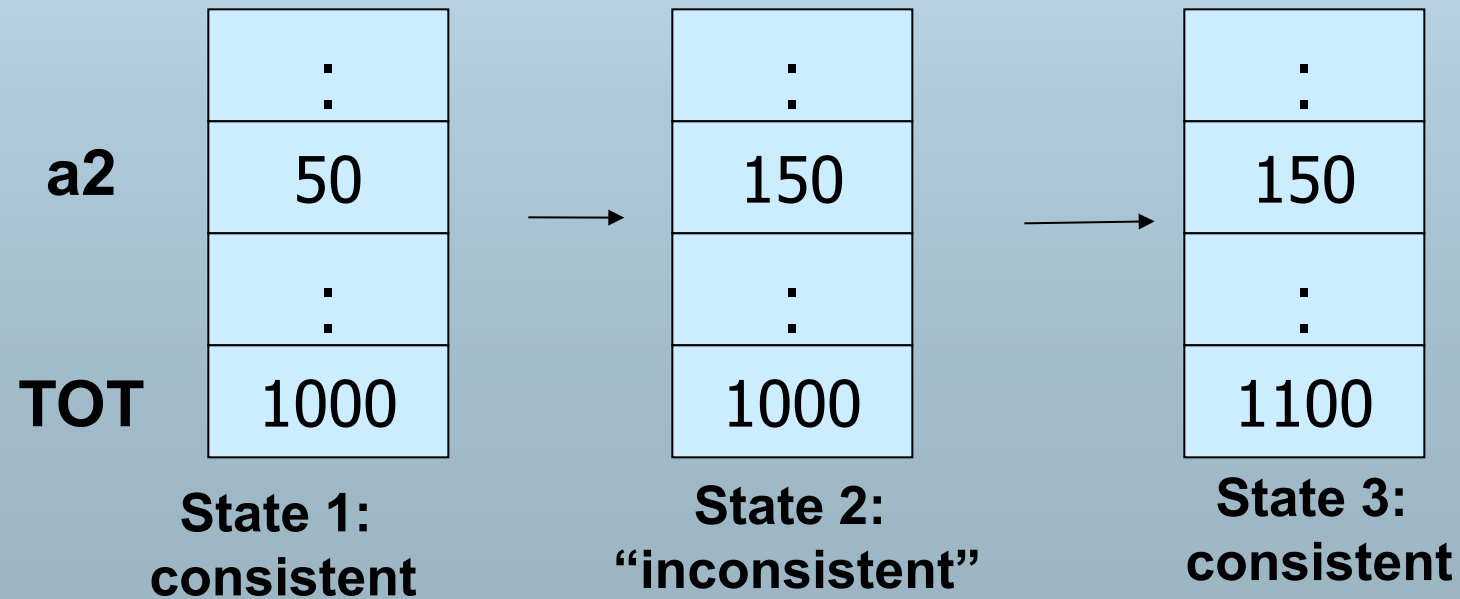 : : :
a2 50 150 150
: : :
TOT 1000 1000 1100
State 1: State 2: State 3:
consistent “inconsistent” consistent